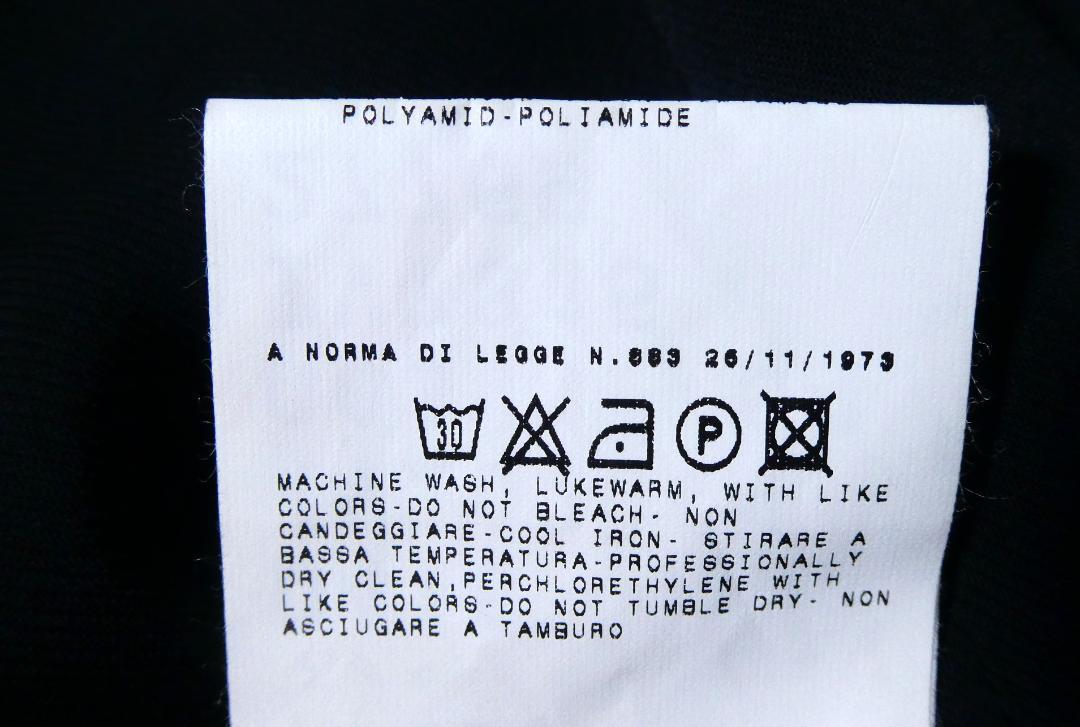 POLYAMID-POLIAMIDE
A NORMA DI LEGGE N.883 26/11/1973
30 P
MACHINE WASH, LUKEWARM, WITH LIKE
COLORS-DO NOT BLEACH- NON
CANDEGGIARE-COOL IRON- STIRARE A
BASSA TEMPERATURA-PROFESSIONALLY
DRY CLEAN,PERCHLORETHYLENE WITH
LIKE COLORS-DO NOT TUMBLE DRY- NON
ASCIUGARE A TAMBURO